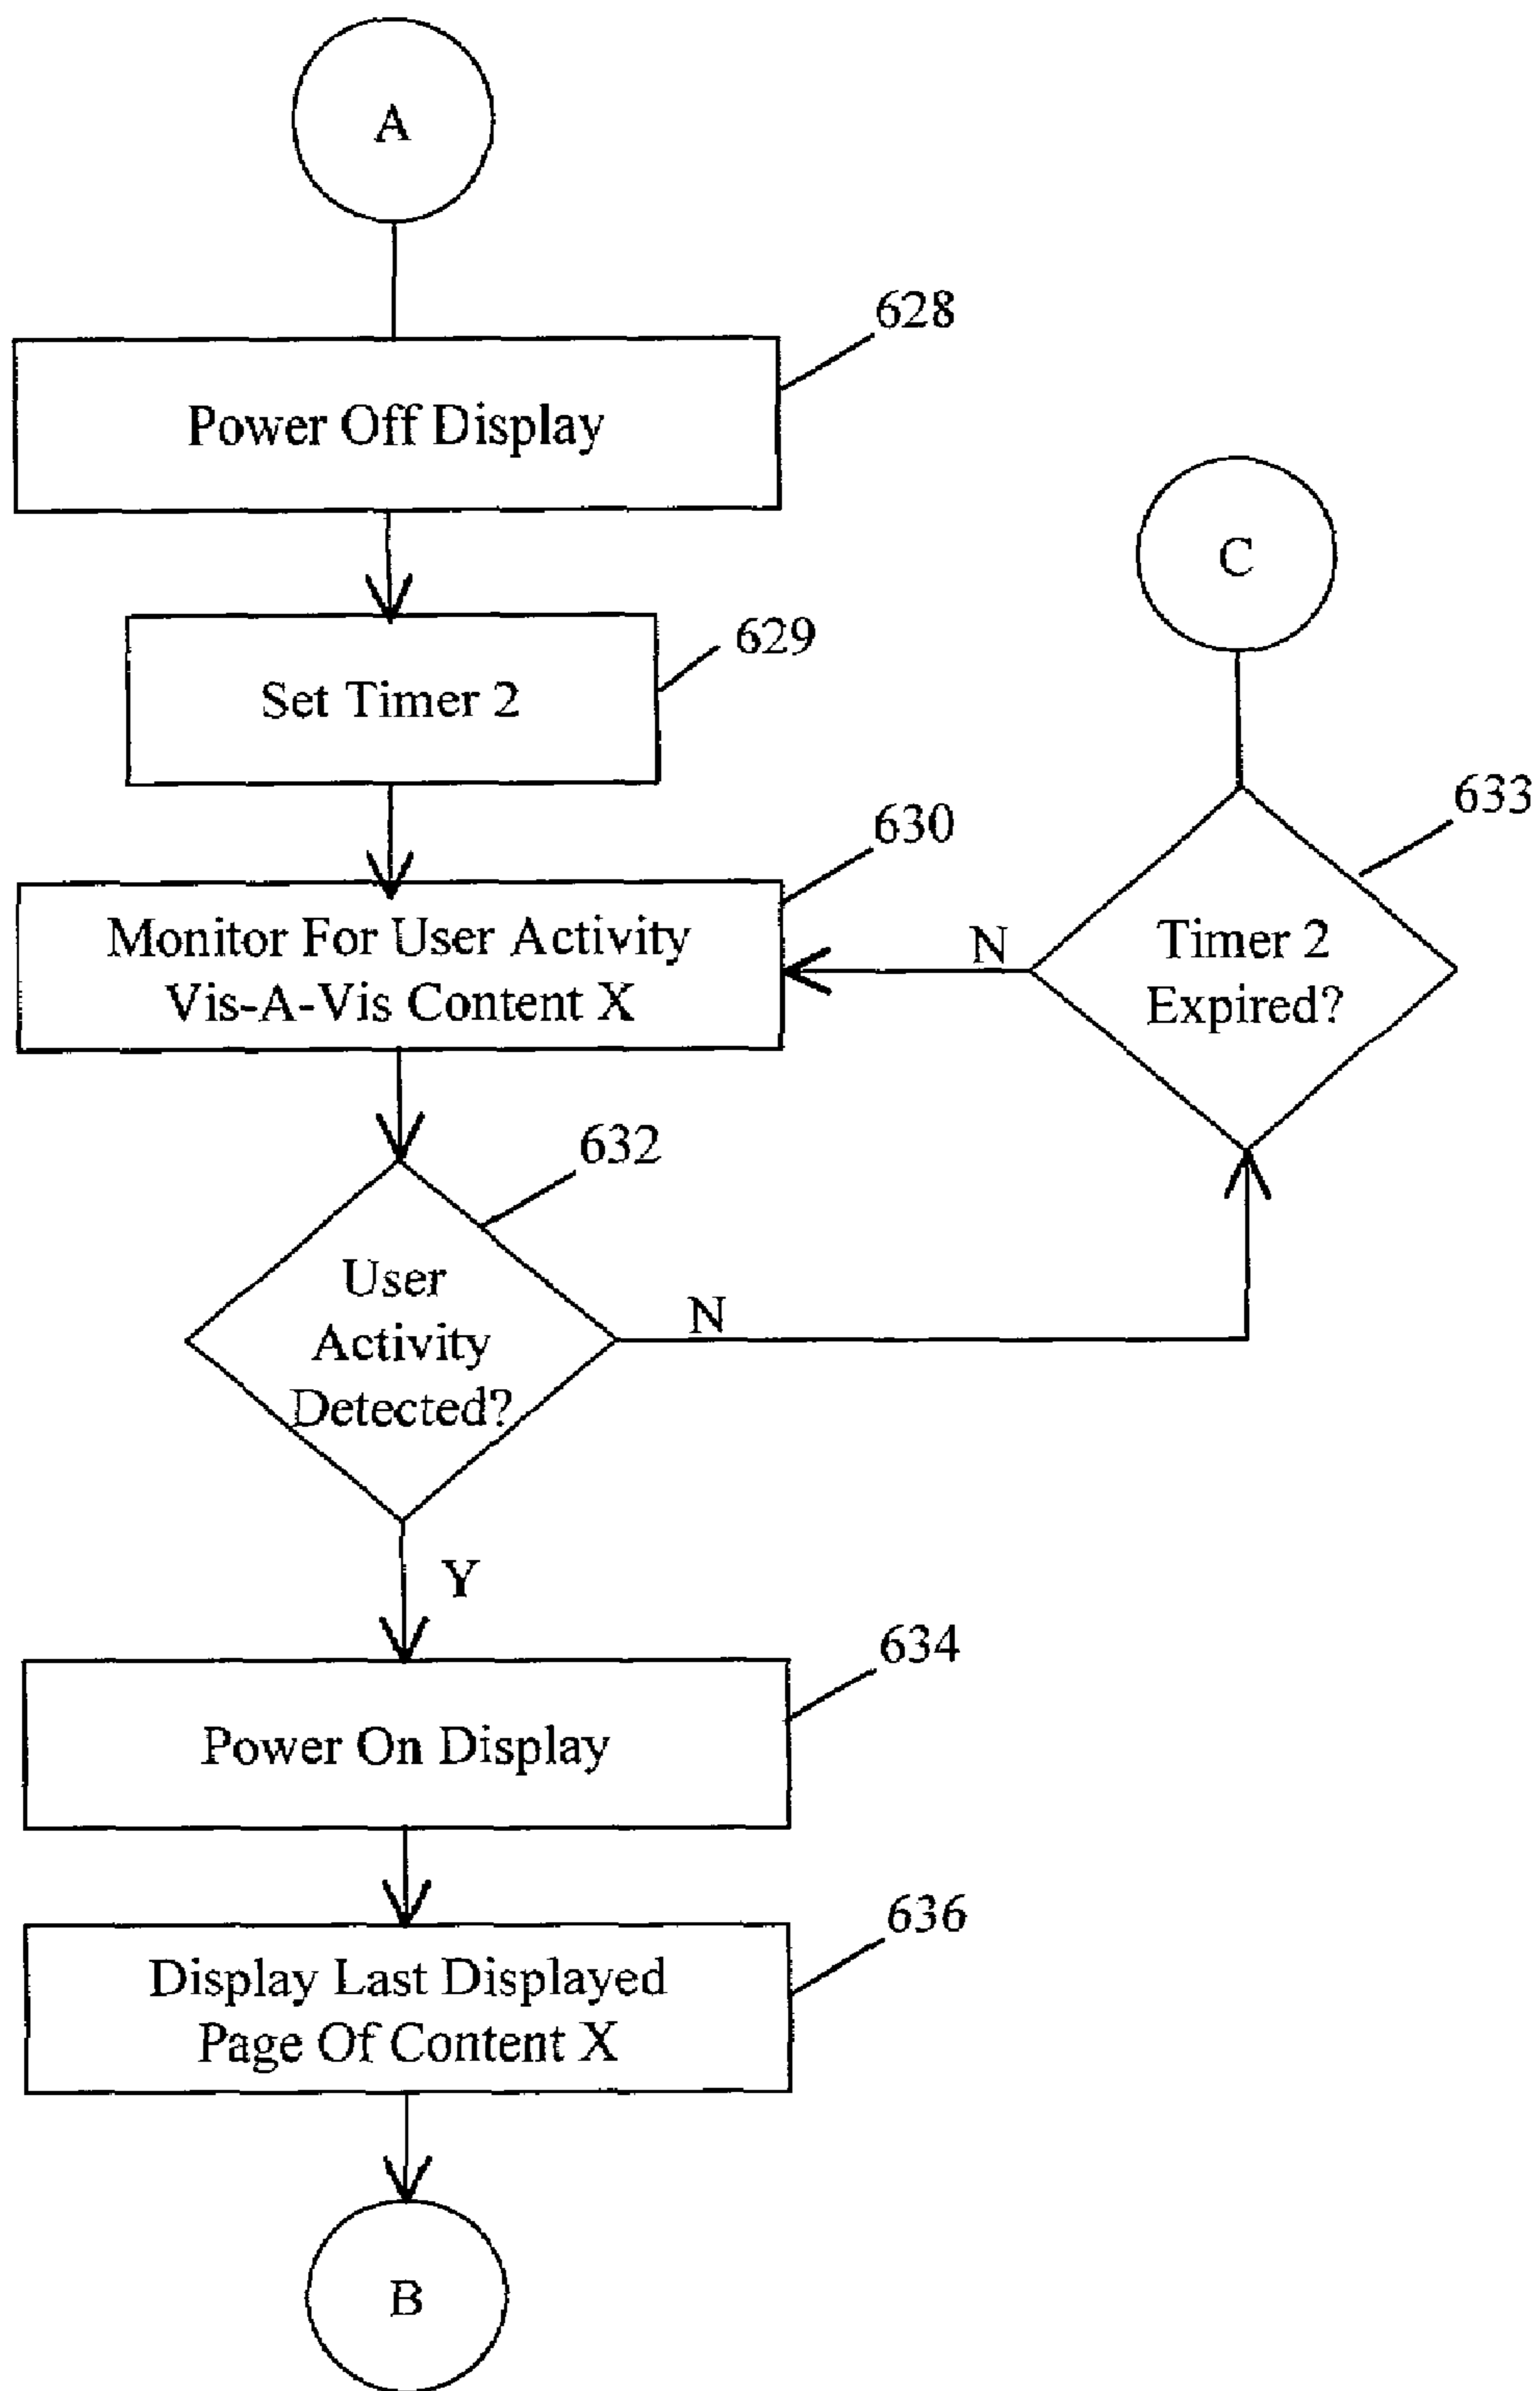 A
628
Power Off Display
629
Set Timer 2
C
633
630
Monitor For User Activity
Vis-A-Vis Content X
N
Timer 2
Expired?
632
User
Activity
Detected?
N
Y
634
Power On Display
636
Display Last Displayed
Page Of Content X
B